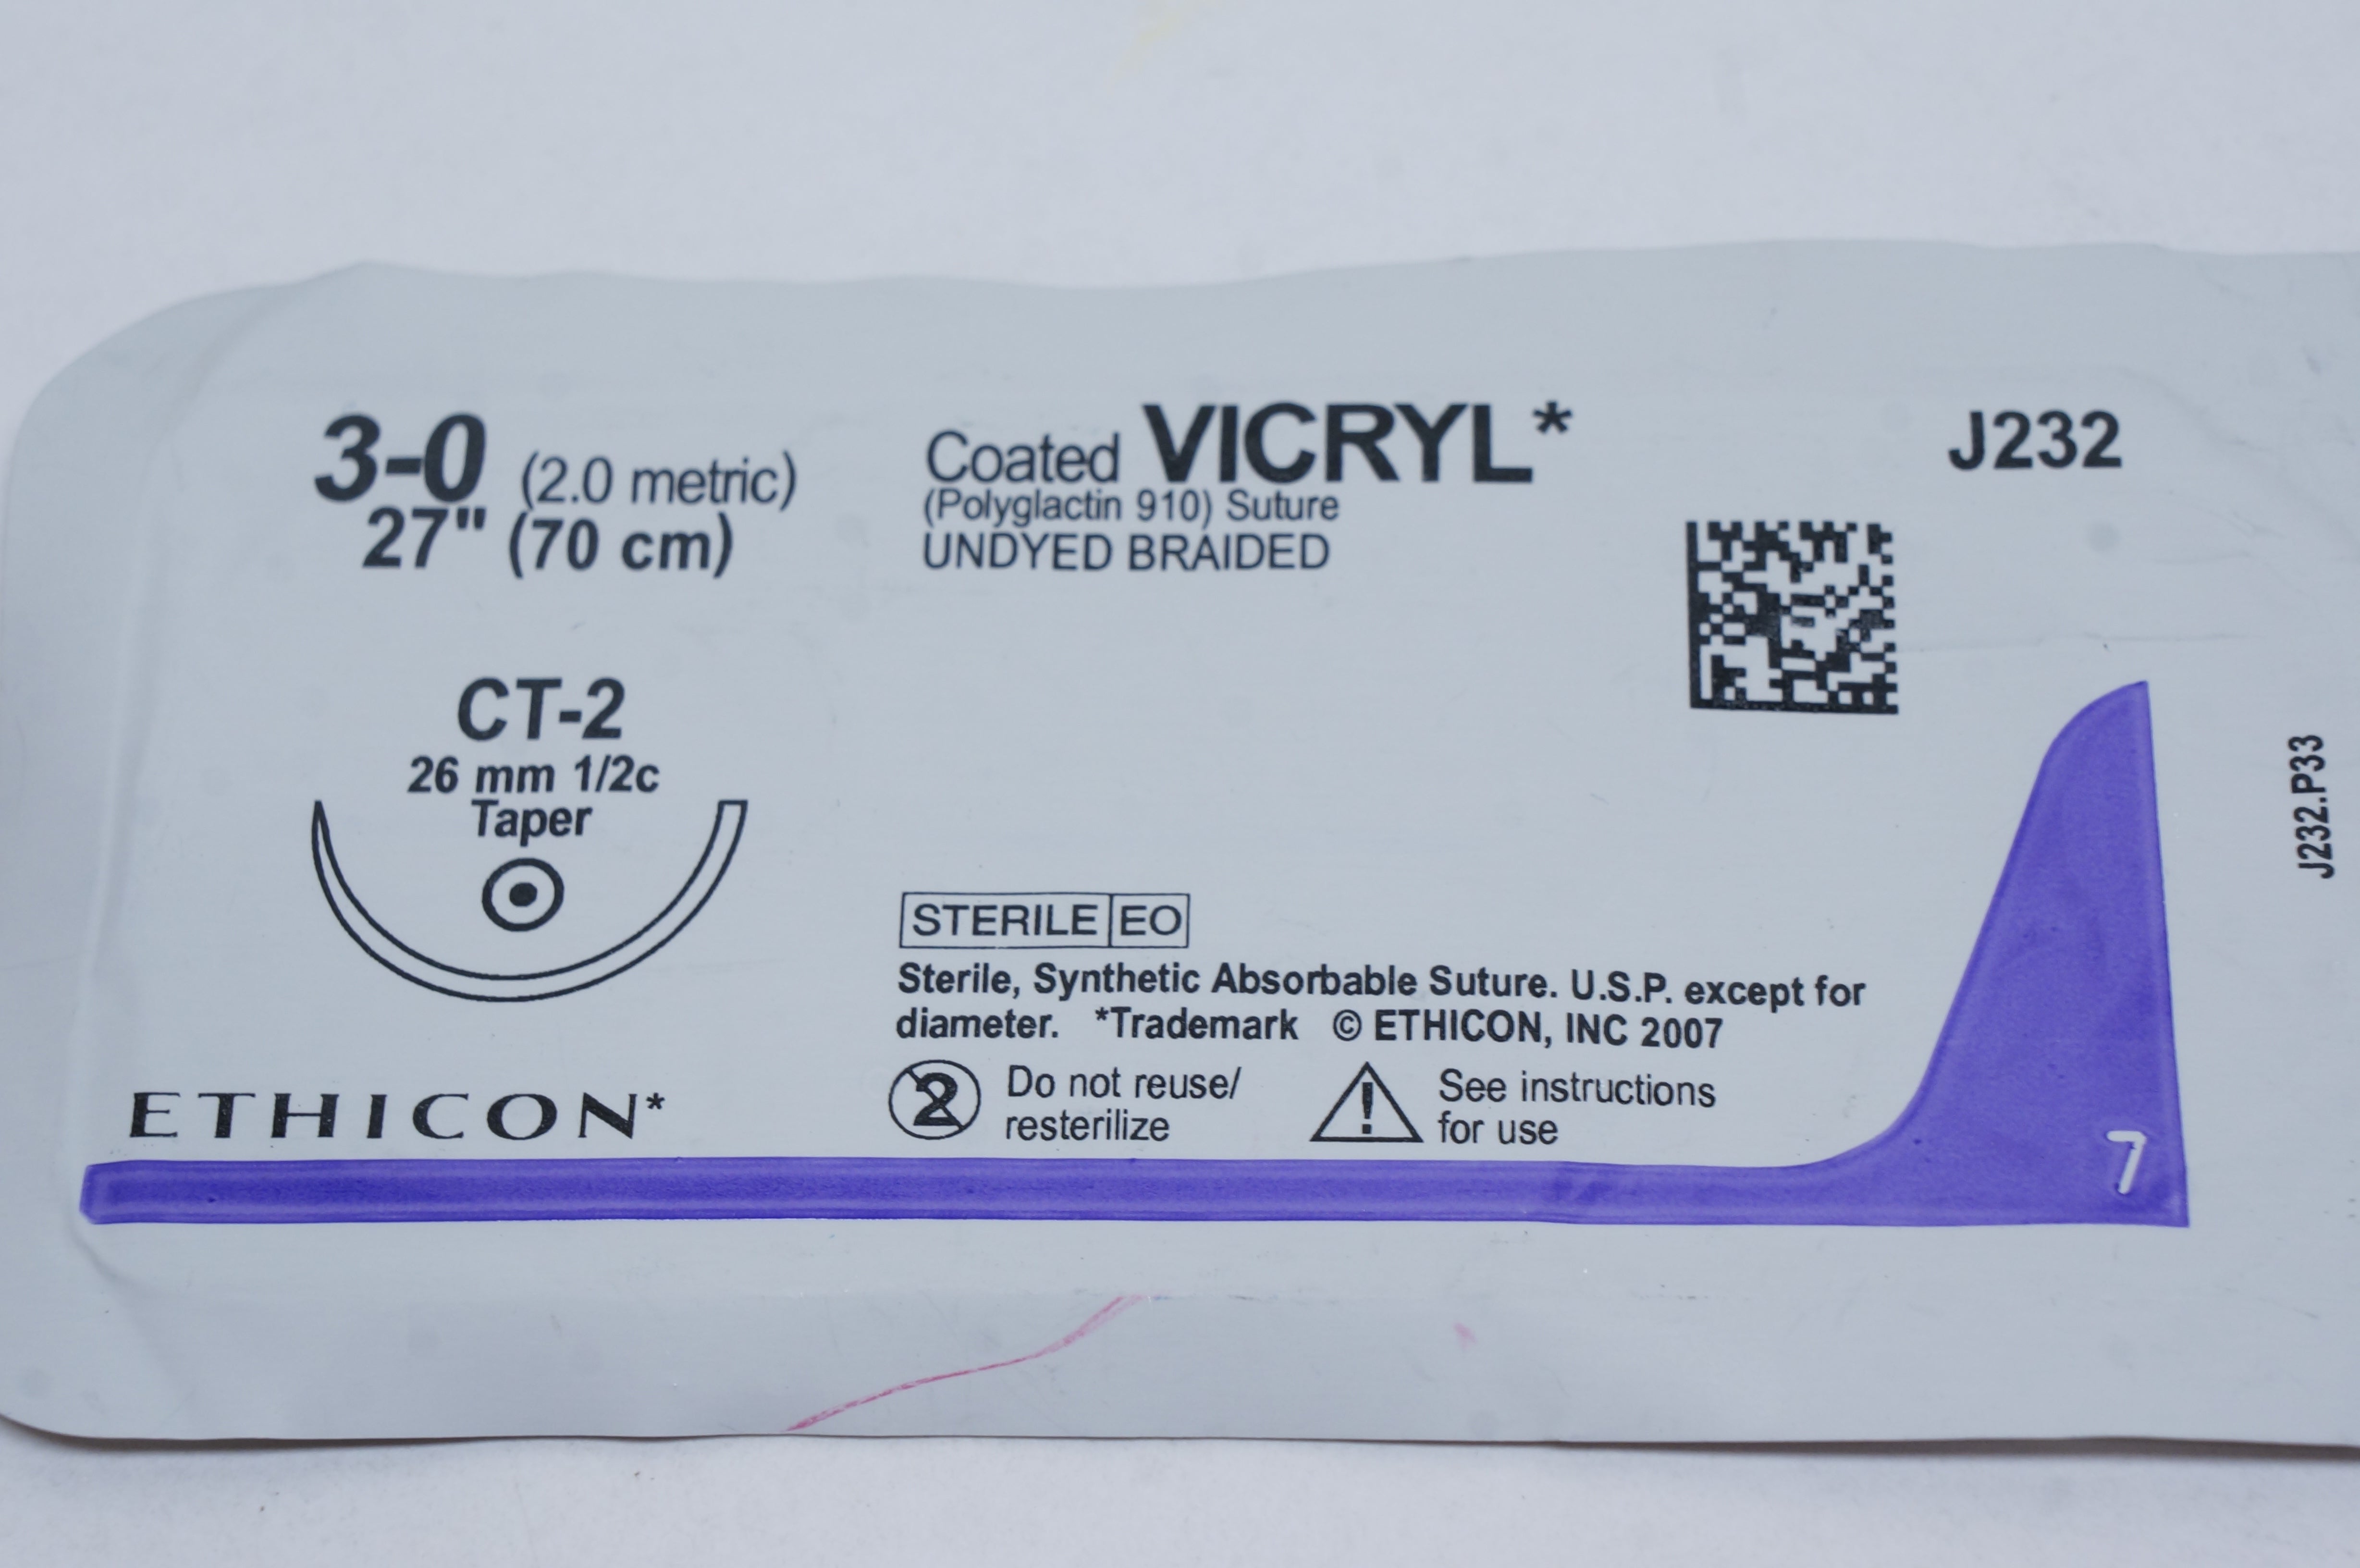 3-0 (2.0 metric)
27" (70 cm)
CT-2
26 mm 1/2c
Taper
ETHICON*
Coated VICRYL*
(Polyglactin 910) Suture
UNDYED BRAIDED
J232
STERILE EO
Sterile, Synthetic Absorbable Suture. U.S.P. except for
diameter. *Trademark © ETHICON, INC 2007
2 Do not reuse/
resterilize
! See instructions
for use
7
J232.P33